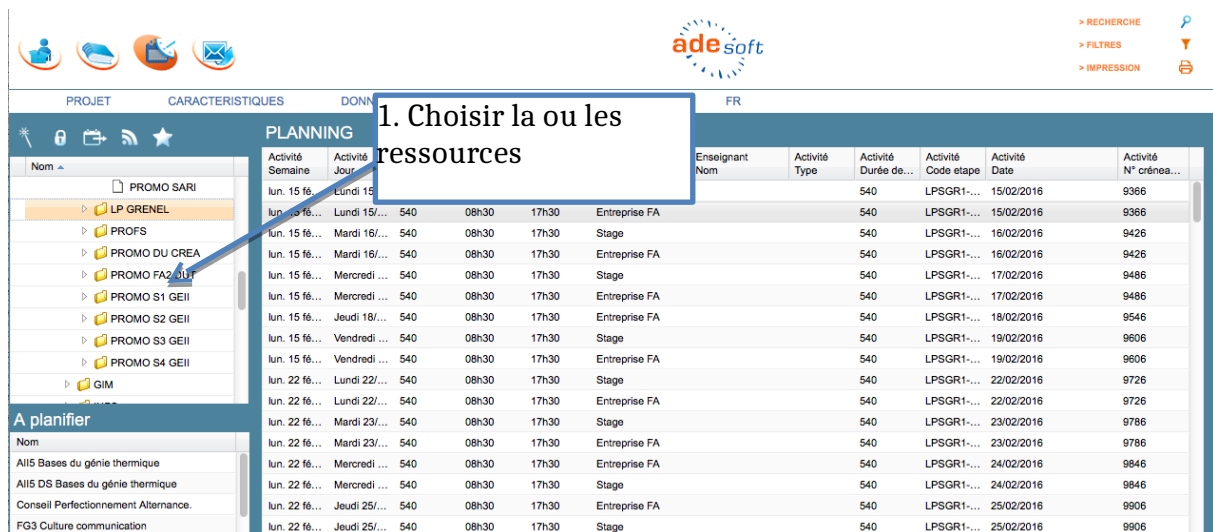 > RECHERCHE
> FILTRES
> IMPRESSION
adesoft
PROJET CARACTERISTIQUES FR
1. Choisir la ou les
ressources
Nom
PROMO SARI
LP GRENEL
PROFS
PROMO DU CREA
PROMO FA2 DUT
PROMO S1 GEII
PROMO S2 GEII
PROMO S3 GEII
PROMO S4 GEII
GIM
A planifier
Nom
AII5 Bases du génie thermique
AII5 DS Bases du génie thermique
Conseil Perfectionnement Alternance.
FG3 Culture communication
PLANNING
Activité Activité Enseignant Activité Activité Activité Activité Activité
Semaine Jour Nom Type Durée de... Code etape Date N° crénea...
lun. 15 fé... Lundi 15 540 LPSGR1-... 15/02/2016 9366
lun. 15 fé... Lundi 15/... 540 08h30 17h30 Entreprise FA 540 LPSGR1-... 15/02/2016 9366
lun. 15 fé... Mardi 16/... 540 08h30 17h30 Stage 540 LPSGR1-... 16/02/2016 9426
lun. 15 fé... Mardi 16/... 540 08h30 17h30 Entreprise FA 540 LPSGR1-... 16/02/2016 9426
lun. 15 fé... Mercredi ... 540 08h30 17h30 Stage 540 LPSGR1-... 17/02/2016 9486
lun. 15 fé... Mercredi ... 540 08h30 17h30 Entreprise FA 540 LPSGR1-... 17/02/2016 9486
lun. 15 fé... Jeudi 18/... 540 08h30 17h30 Entreprise FA 540 LPSGR1-... 18/02/2016 9546
lun. 15 fé... Vendredi ... 540 08h30 17h30 Stage 540 LPSGR1-... 19/02/2016 9606
lun. 15 fé... Vendredi ... 540 08h30 17h30 Entreprise FA 540 LPSGR1-... 19/02/2016 9606
lun. 22 fé... Lundi 22/... 540 08h30 17h30 Stage 540 LPSGR1-... 22/02/2016 9726
lun. 22 fé... Lundi 22/... 540 08h30 17h30 Entreprise FA 540 LPSGR1-... 22/02/2016 9726
lun. 22 fé... Mardi 23/... 540 08h30 17h30 Stage 540 LPSGR1-... 23/02/2016 9786
lun. 22 fé... Mardi 23/... 540 08h30 17h30 Entreprise FA 540 LPSGR1-... 23/02/2016 9786
lun. 22 fé... Mercredi ... 540 08h30 17h30 Entreprise FA 540 LPSGR1-... 24/02/2016 9846
lun. 22 fé... Mercredi ... 540 08h30 17h30 Stage 540 LPSGR1-... 24/02/2016 9846
lun. 22 fé... Jeudi 25/... 540 08h30 17h30 Entreprise FA 540 LPSGR1-... 25/02/2016 9906
lun. 22 fé... Jeudi 25/... 540 08h30 17h30 Stage 540 LPSGR1-... 25/02/2016 9906